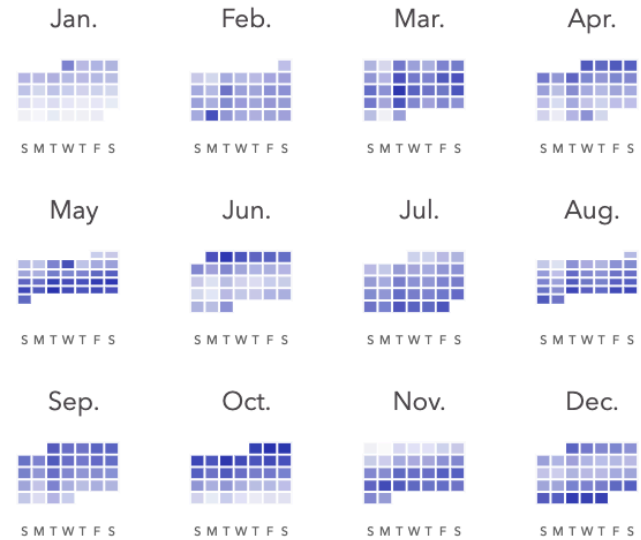 Jan. Feb. Mar. Apr.
S M T W T F S S M T W T F S S M T W T F S S M T W T F S
May Jun. Jul. Aug.
S M T W T F S S M T W T F S S M T W T F S S M T W T F S
Sep. Oct. Nov. Dec.
S M T W T F S S M T W T F S S M T W T F S S M T W T F S